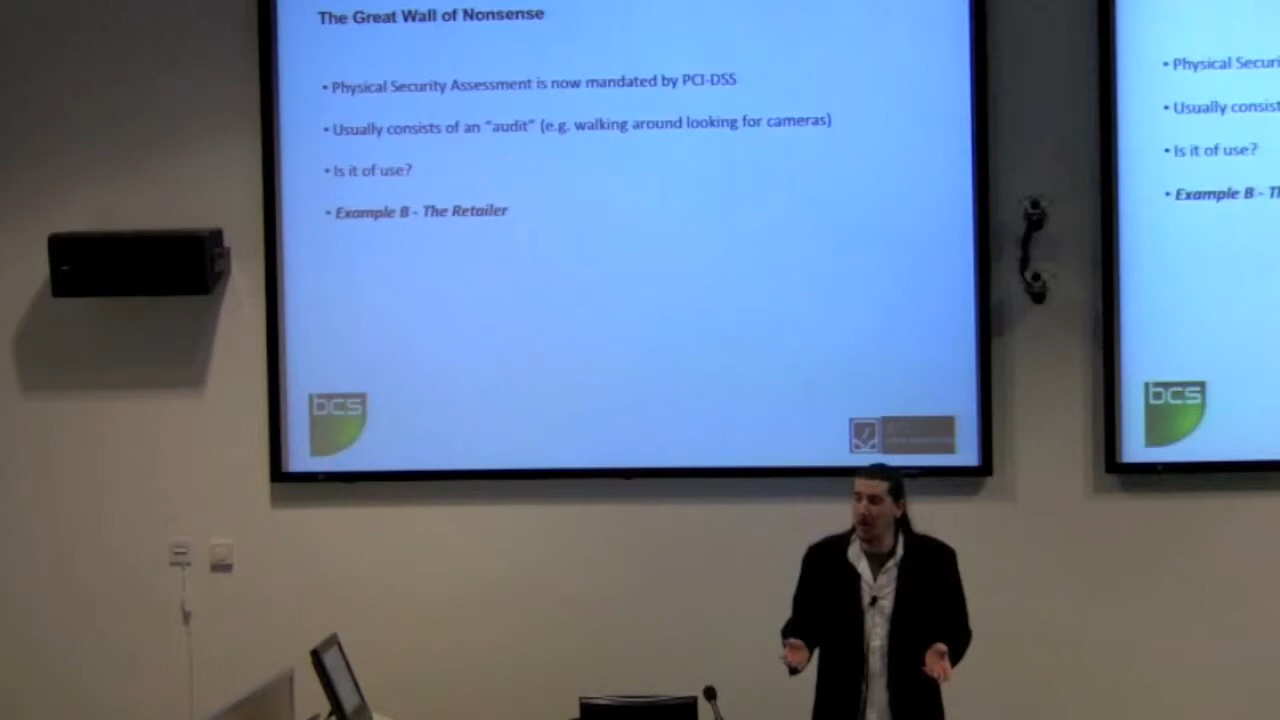 The Great Wall of Nonsense
• Physical Security Assessment is now mandated by PCI-DSS
• Usually consists of an “audit” (e.g. walking around looking for cameras)
• Is it of use?
• Example B - The Retailer
bcs
• Physical Securi
• Usually consist
• Is it of use?
• Example B - Th
bcs